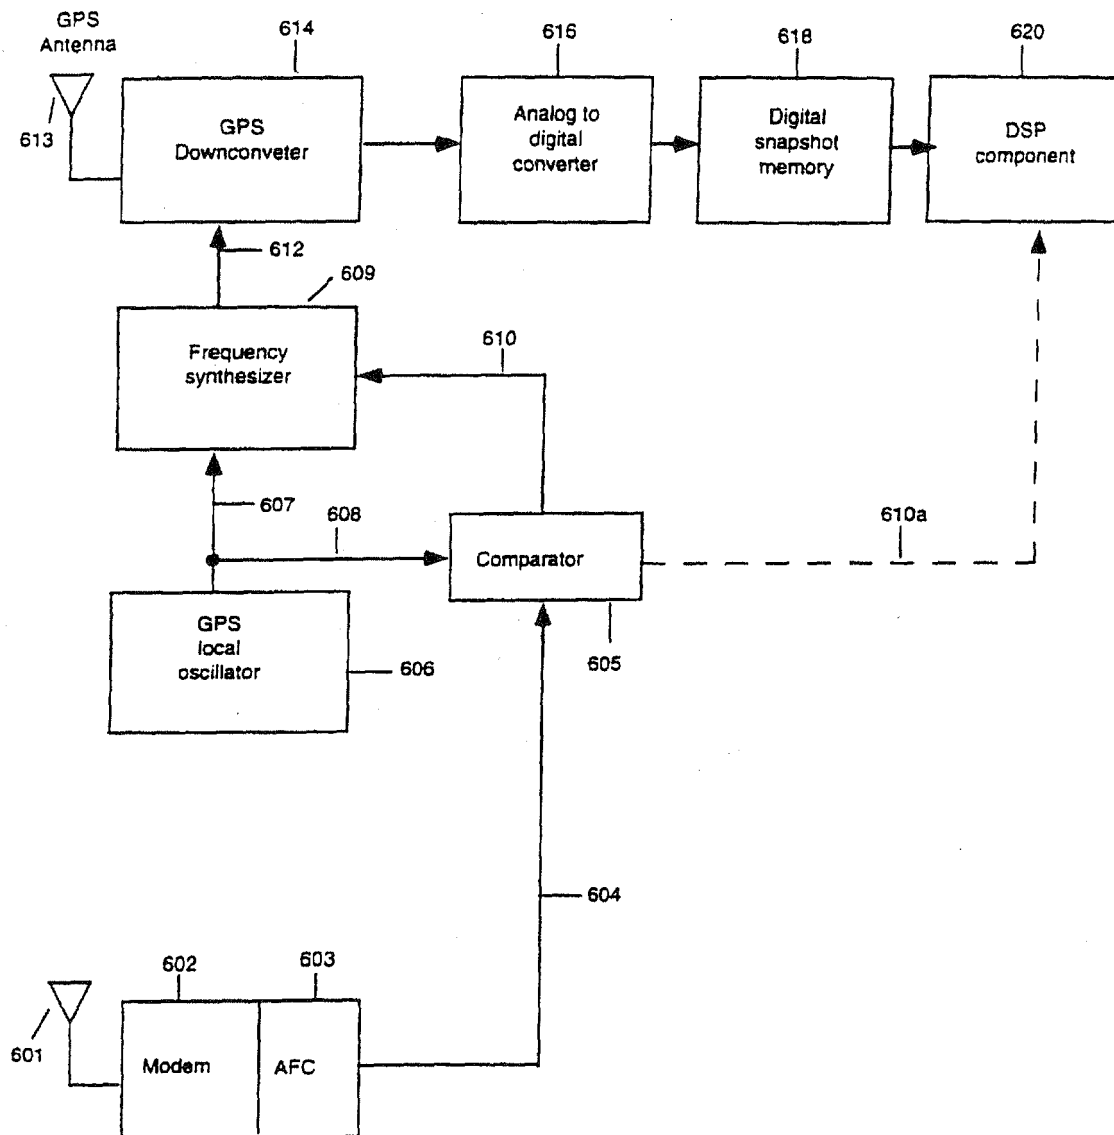 GPS
Antenna
614
616
618
620
613
GPS
Downconveter
Analog to
digital
converter
Digital
snapshot
memory
DSP
component
612
609
Frequency
synthesizer
610
607
608
610a
Comparator
GPS
local
oscillator
606
605
604
602
603
601
Modem
AFC